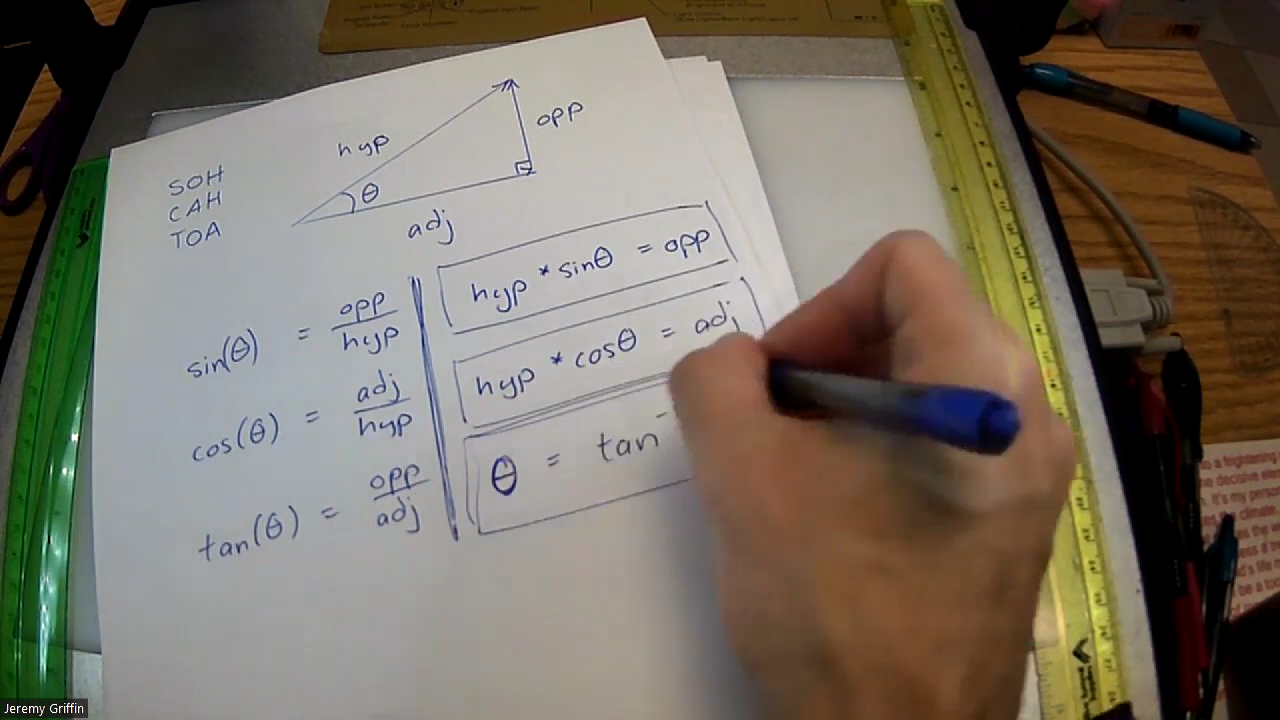 hyp
opp
θ
adj
SOH
CAH
TOA
sin(θ) = opp/hyp
cos(θ) = adj/hyp
tan(θ) = opp/adj
hyp * sinθ = opp
hyp * cosθ = adj
θ = tan⁻
Jeremy Griffin